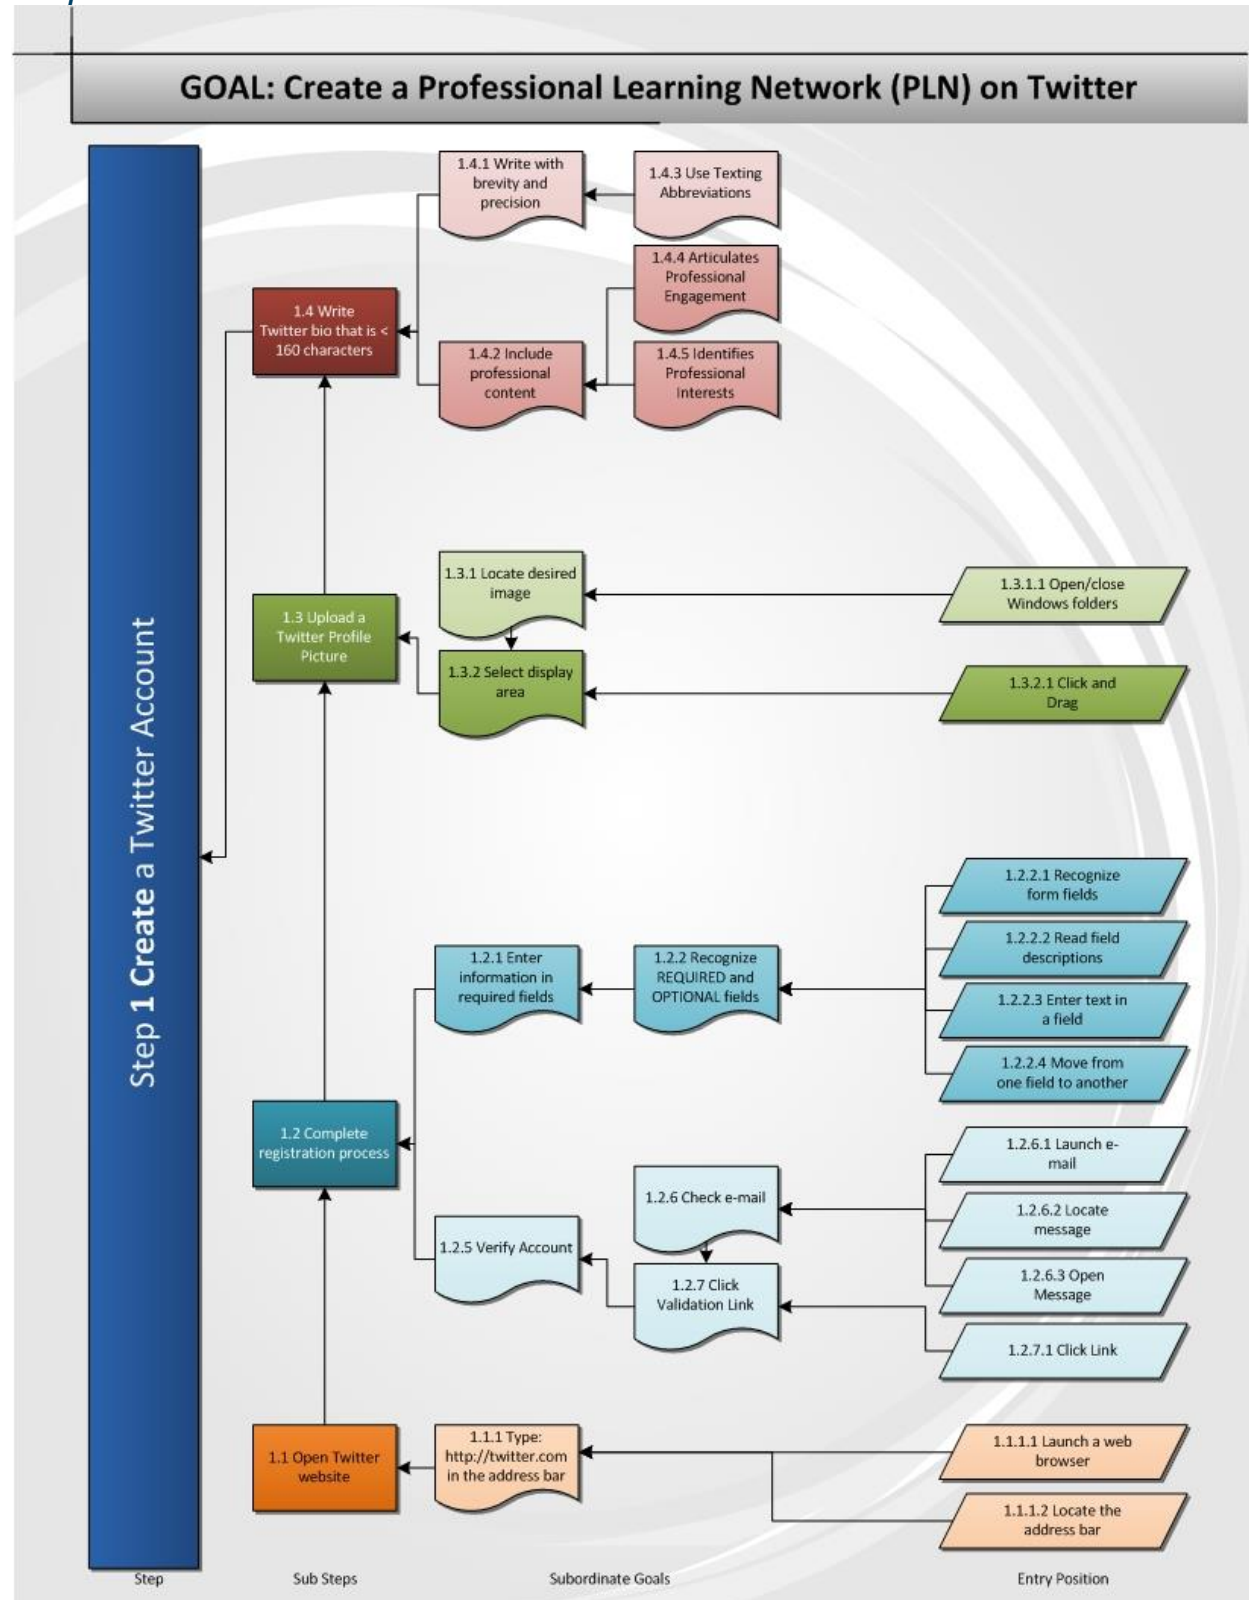 GOAL: Create a Professional Learning Network (PLN) on Twitter
Step 1 Create a Twitter Account
1.4.1 Write with
brevity and
precision
1.4.3 Use Texting
Abbreviations
1.4.4 Articulates
Professional
Engagement
1.4 Write
Twitter bio that is <
160 characters
1.4.2 Include
professional
content
1.4.5 Identifies
Professional
Interests
1.3.1 Locate desired
image
1.3.1.1 Open/close
Windows folders
1.3 Upload a
Twitter Profile
Picture
1.3.2 Select display
area
1.3.2.1 Click and
Drag
1.2.2.1 Recognize
form fields
1.2.2.2 Read field
descriptions
1.2.1 Enter
information in
required fields
1.2.2 Recognize
REQUIRED and
OPTIONAL fields
1.2.2.3 Enter text in
a field
1.2.2.4 Move from
one field to another
1.2 Complete
registration process
1.2.6.1 Launch e-
mail
1.2.6 Check e-mail
1.2.6.2 Locate
message
1.2.5 Verify Account
1.2.7 Click
Validation Link
1.2.6.3 Open
Message
1.2.7.1 Click Link
1.1 Open Twitter
website
1.1.1 Type:
http://twitter.com
in the address bar
1.1.1.1 Launch a web
browser
1.1.1.2 Locate the
address bar
Step
Sub Steps
Subordinate Goals
Entry Position